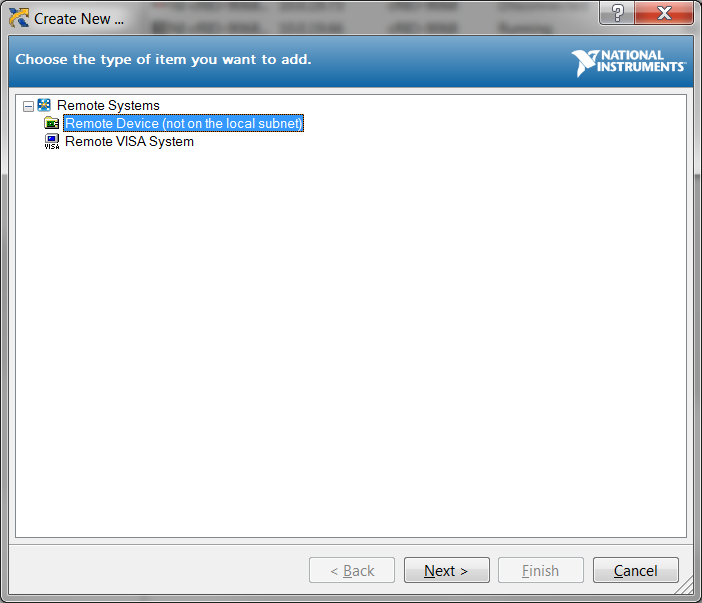 Create New ...
?
Choose the type of item you want to add.
NATIONAL
INSTRUMENTS
Remote Systems
Remote Device (not on the local subnet)
VISA Remote VISA System
< Back
Next >
Finish
Cancel